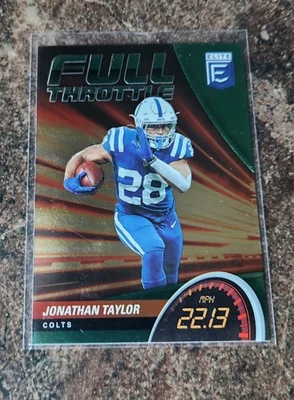 FULL
THROTTLE
ELITE
E
28
JONATHAN TAYLOR
COLTS
MPH
22.13